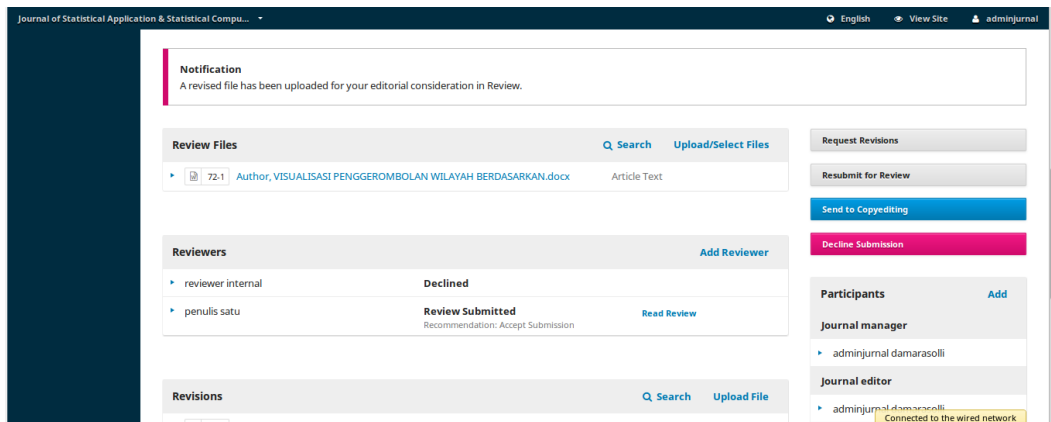 Journal of Statistical Application & Statistical Compu...
English
View Site
adminjurnal
Notification
A revised file has been uploaded for your editorial consideration in Review.
Review Files
Search
Upload/Select Files
72-1
Author, VISUALISASI PENGGEROMBOLAN WILAYAH BERDASARKAN.docx
Article Text
Reviewers
Add Reviewer
reviewer internal
Declined
penulis satu
Review Submitted
Read Review
Recommendation: Accept Submission
Revisions
Search
Upload File
Request Revisions
Resubmit for Review
Send to Copyediting
Decline Submission
Participants
Add
Journal manager
adminjurnal damarasolli
Journal editor
adminjurnal damarasolli
Connected to the wired network